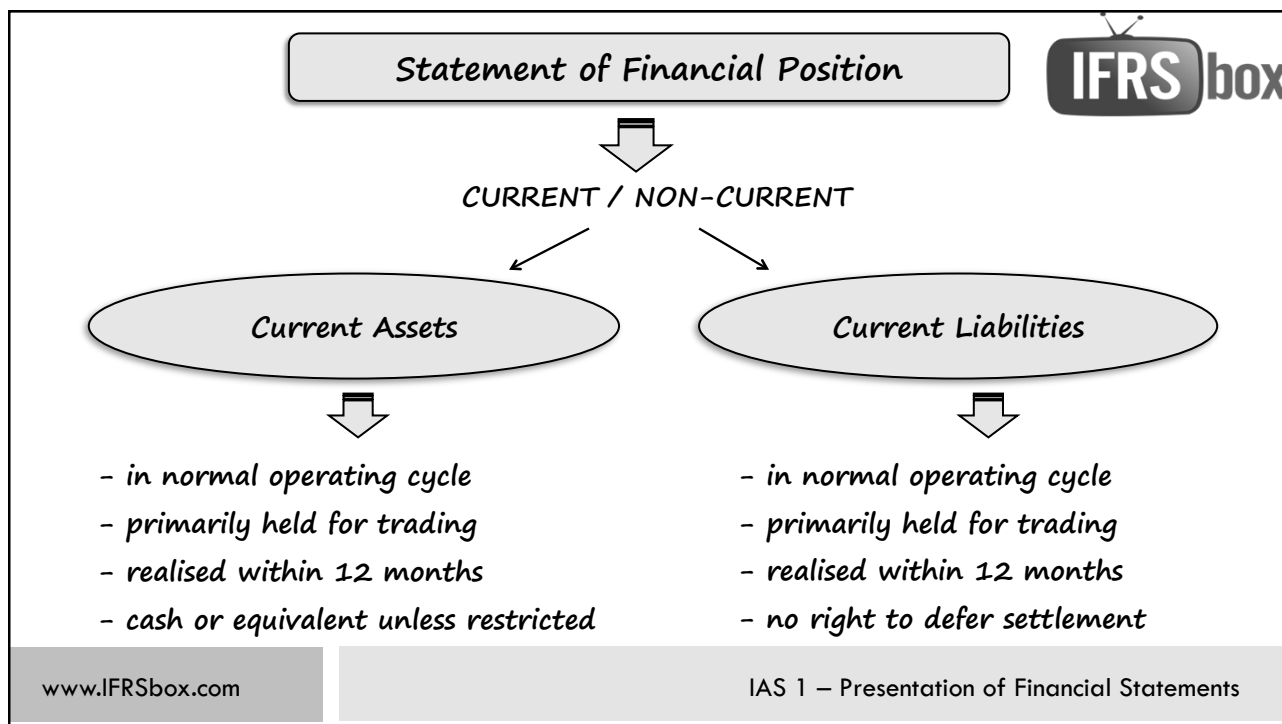 Statement of Financial Position
IFRS box
CURRENT / NON-CURRENT
Current Assets
- in normal operating cycle
- primarily held for trading
- realised within 12 months
- cash or equivalent unless restricted
Current Liabilities
- in normal operating cycle
- primarily held for trading
- realised within 12 months
- no right to defer settlement
www.IFRSbox.com
IAS 1 – Presentation of Financial Statements